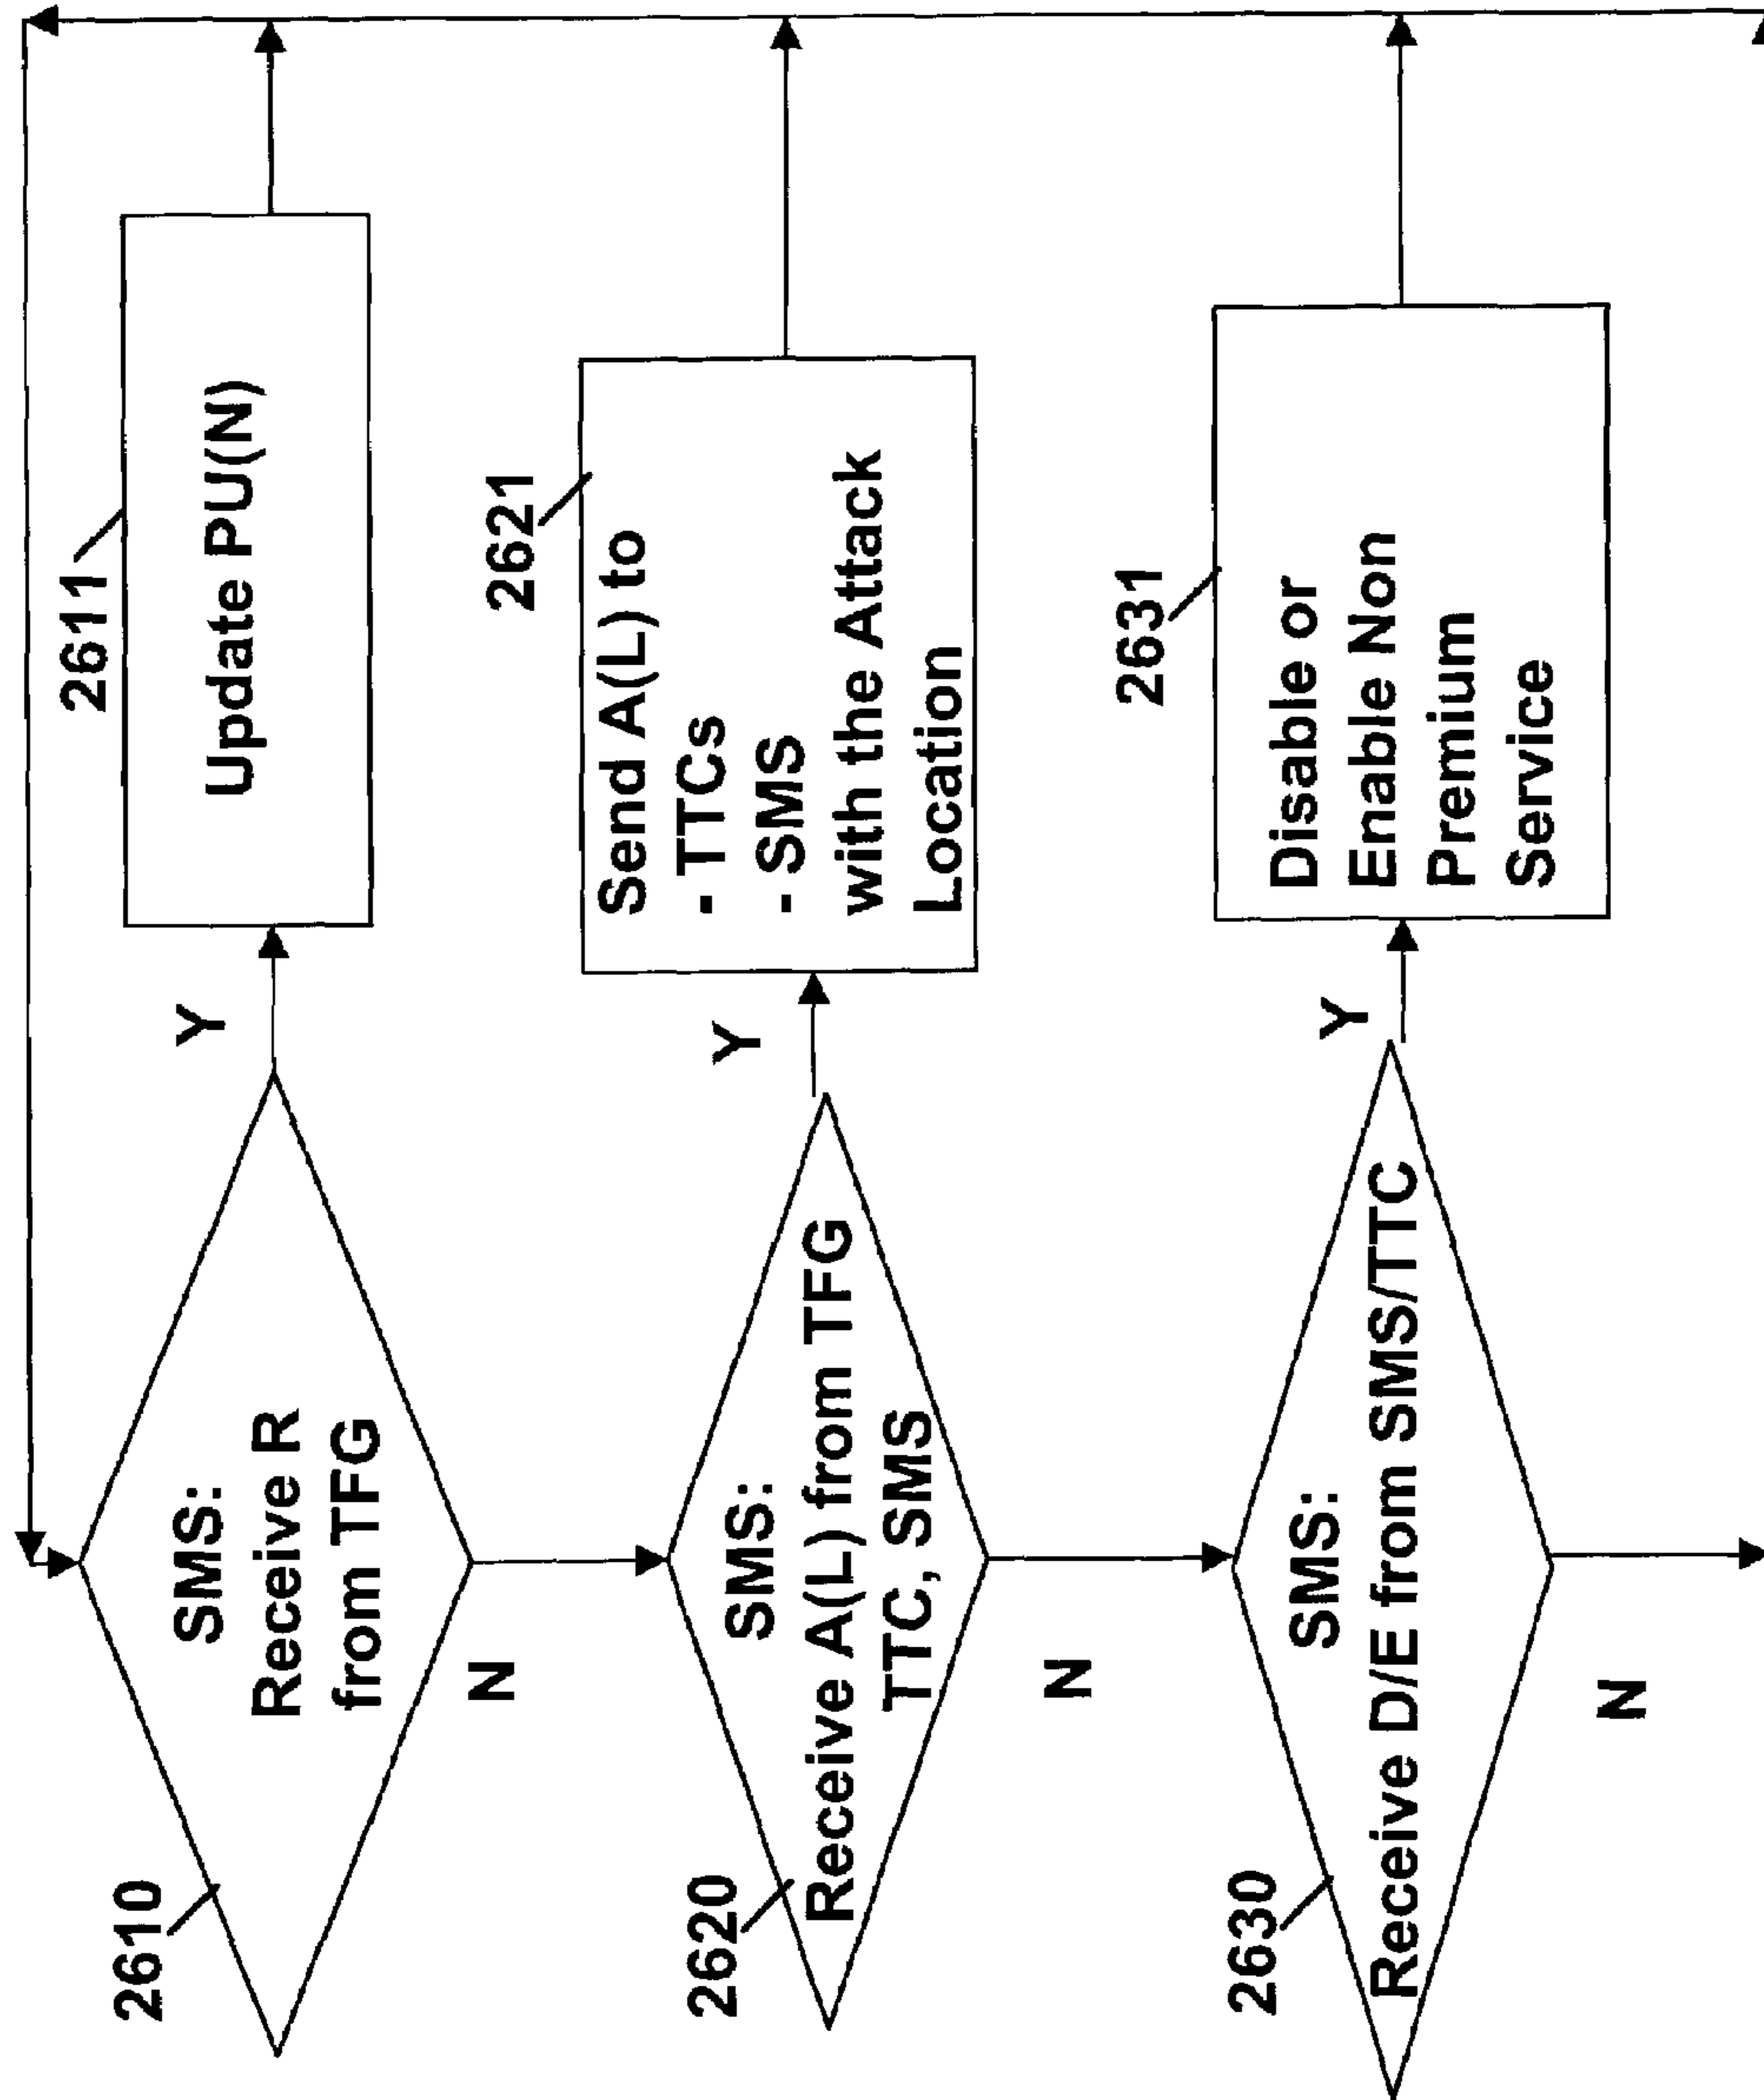 2610
SMS:
Receive R
from TFG
Y
2611
Update PU(N)
N
2620
SMS:
Receive A(L) from TFG
TTC, SMS
Y
2621
Send A(L) to
- TTCs
- SMS
with the Attack
Location
N
2630
SMS:
Receive D/E from SMS/TTC
Y
2631
Disable or
Enable Non
Premium
Service
N